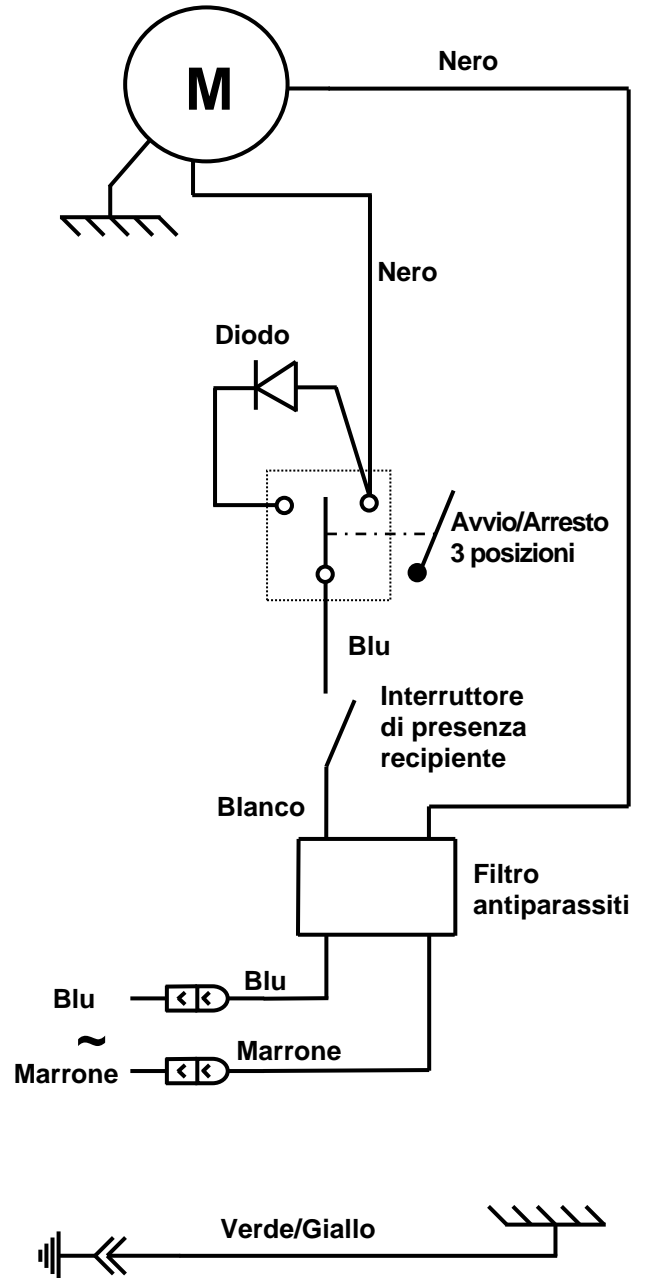 Nero
M
Nero
Diodo
Avvio/Arresto
3 posizioni
Blu
Interruttore
di presenza
recipiente
Blanco
Filtro
antiparassiti
Blu
Blu
~
Marrone
Marrone
Verde/Giallo